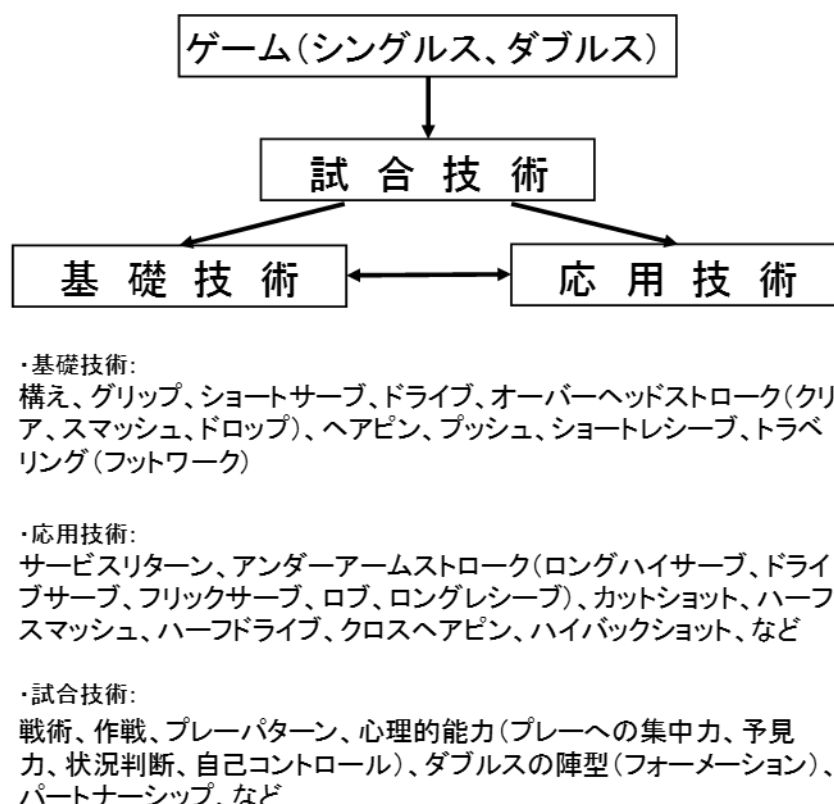 ゲーム(シングルス、ダブルス)
試合技術
基礎技術
応用技術
・基礎技術:
構え、グリップ、ショートサーブ、ドライブ、オーバーヘッドストローク(クリ
ア、スマッシュ、ドロップ)、ヘアピン、プッシュ、ショートレシーブ、トラベ
リング(フットワーク)
・応用技術:
サービスリターン、アンダーアームストローク(ロングハイサーブ、ドライ
ブサーブ、フリックサーブ、ロブ、ロングレシーブ)、カットショット、ハーフ
スマッシュ、ハーフドライブ、クロスヘアピン、ハイバックショット、など
・試合技術:
戦術、作戦、プレーパターン、心理的能力(プレーへの集中力、予見
力、状況判断、自己コントロール)、ダブルスの陣型(フォーメーション)、
パートナーシップ、など